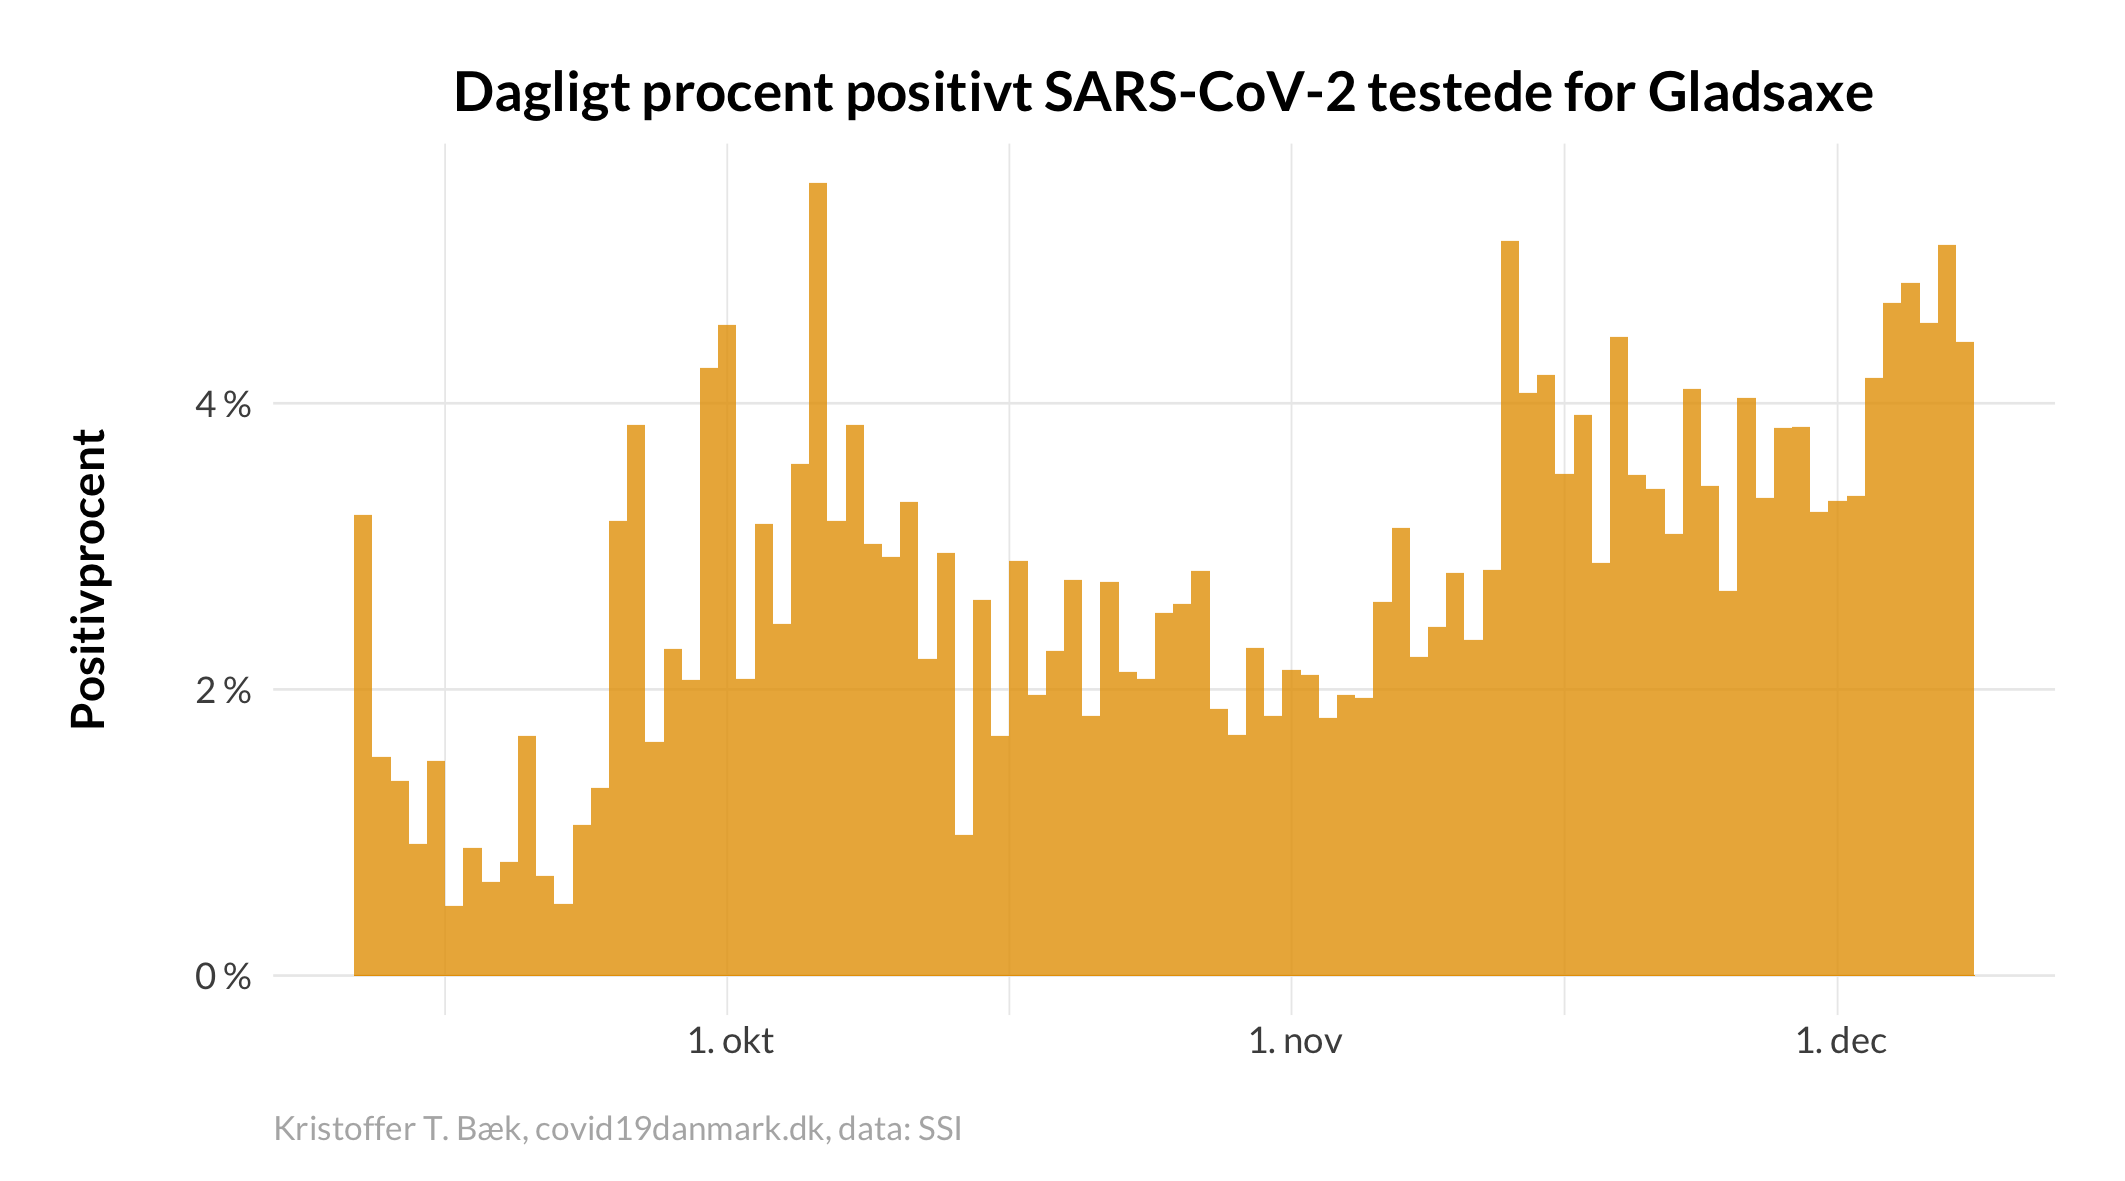 Dagligt procent positivt SARS-CoV-2 testede for Gladsaxe
Positivprocent
4 %
2 %
0 %
1. okt
1. nov
1. dec
Kristoffer T. Bæk, covid19danmark.dk, data: SSI